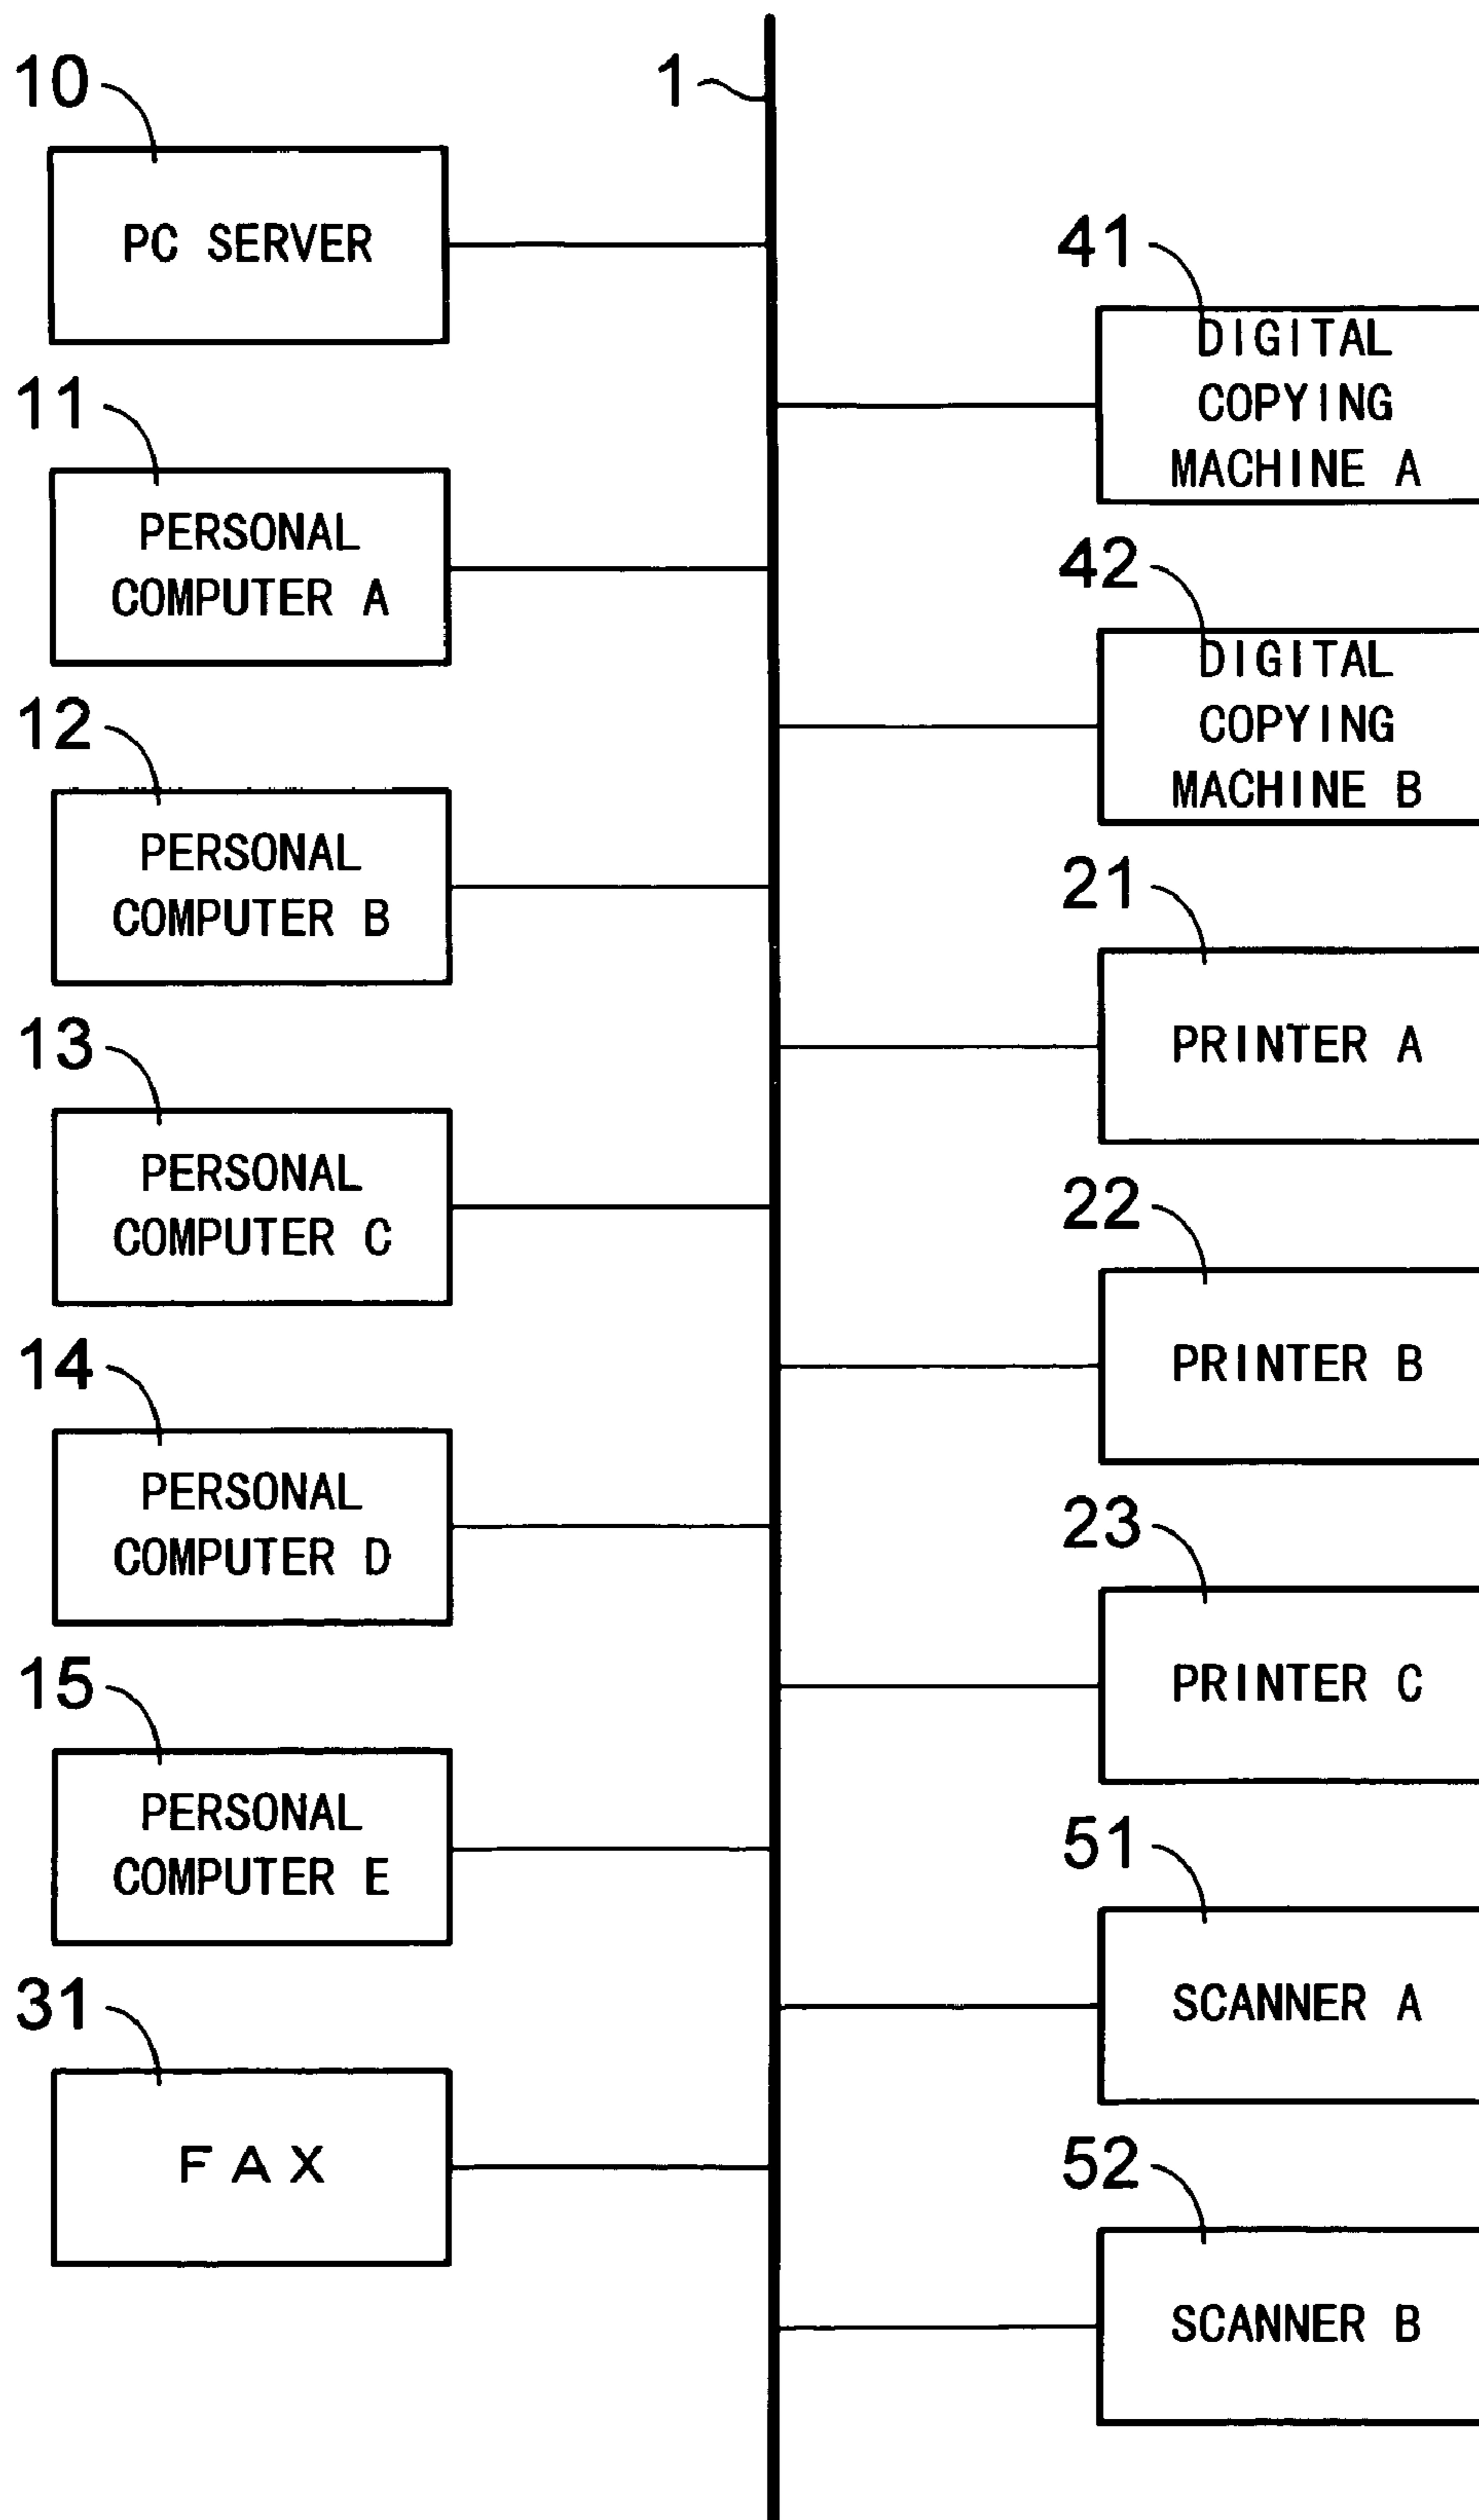 10
PC SERVER
11
PERSONAL
COMPUTER A
12
PERSONAL
COMPUTER B
13
PERSONAL
COMPUTER C
14
PERSONAL
COMPUTER D
15
PERSONAL
COMPUTER E
31
FAX
1
41
DIGITAL
COPYING
MACHINE A
42
DIGITAL
COPYING
MACHINE B
21
PRINTER A
22
PRINTER B
23
PRINTER C
51
SCANNER A
52
SCANNER B